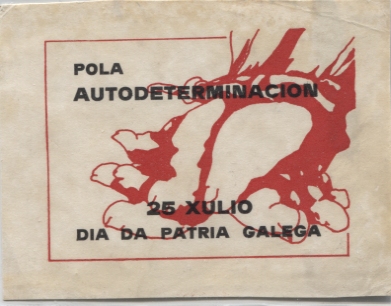 POLA
AUTODETERMINACION
25 XULIO
DIA DA PATRIA GALEGA